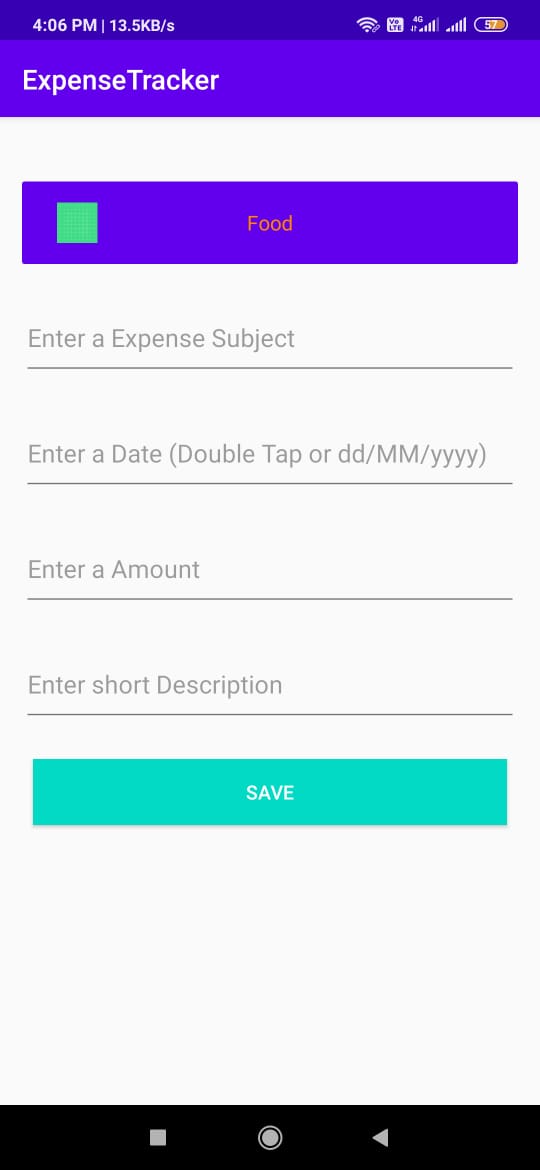 4:06 PM | 13.5KB/s Vo LTE 4G 57
ExpenseTracker
Food
Enter a Expense Subject
Enter a Date (Double Tap or dd/MM/yyyy)
Enter a Amount
Enter short Description
SAVE